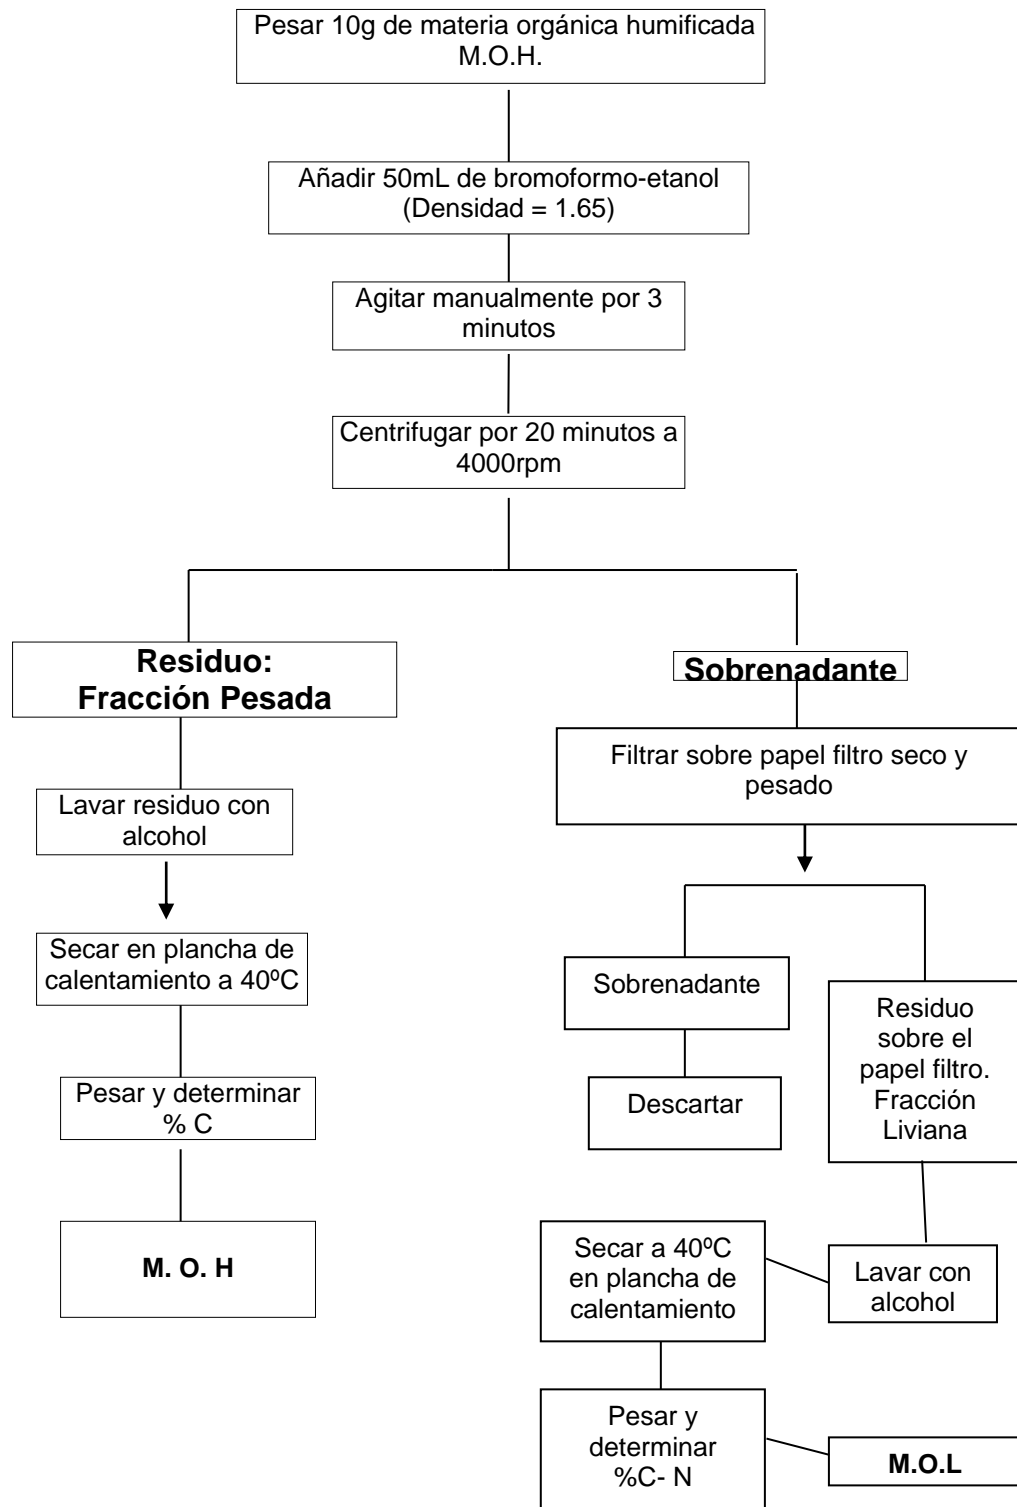 Pesar 10g de materia orgánica humificada
M.O.H.
Añadir 50mL de bromoformo-etanol
(Densidad = 1.65)
Agitar manualmente por 3
minutos
Centrifugar por 20 minutos a
4000rpm
Residuo:
Fracción Pesada
Lavar residuo con
alcohol
Secar en plancha de
calentamiento a 40ºC
Pesar y determinar
% C
M. O. H
Sobrenadante
Filtrar sobre papel filtro seco y
pesado
Sobrenadante
Descartar
Residuo
sobre el
papel filtro.
Fracción
Liviana
Lavar con
alcohol
Secar a 40ºC
en plancha de
calentamiento
Pesar y
determinar
%C- N
M.O.L